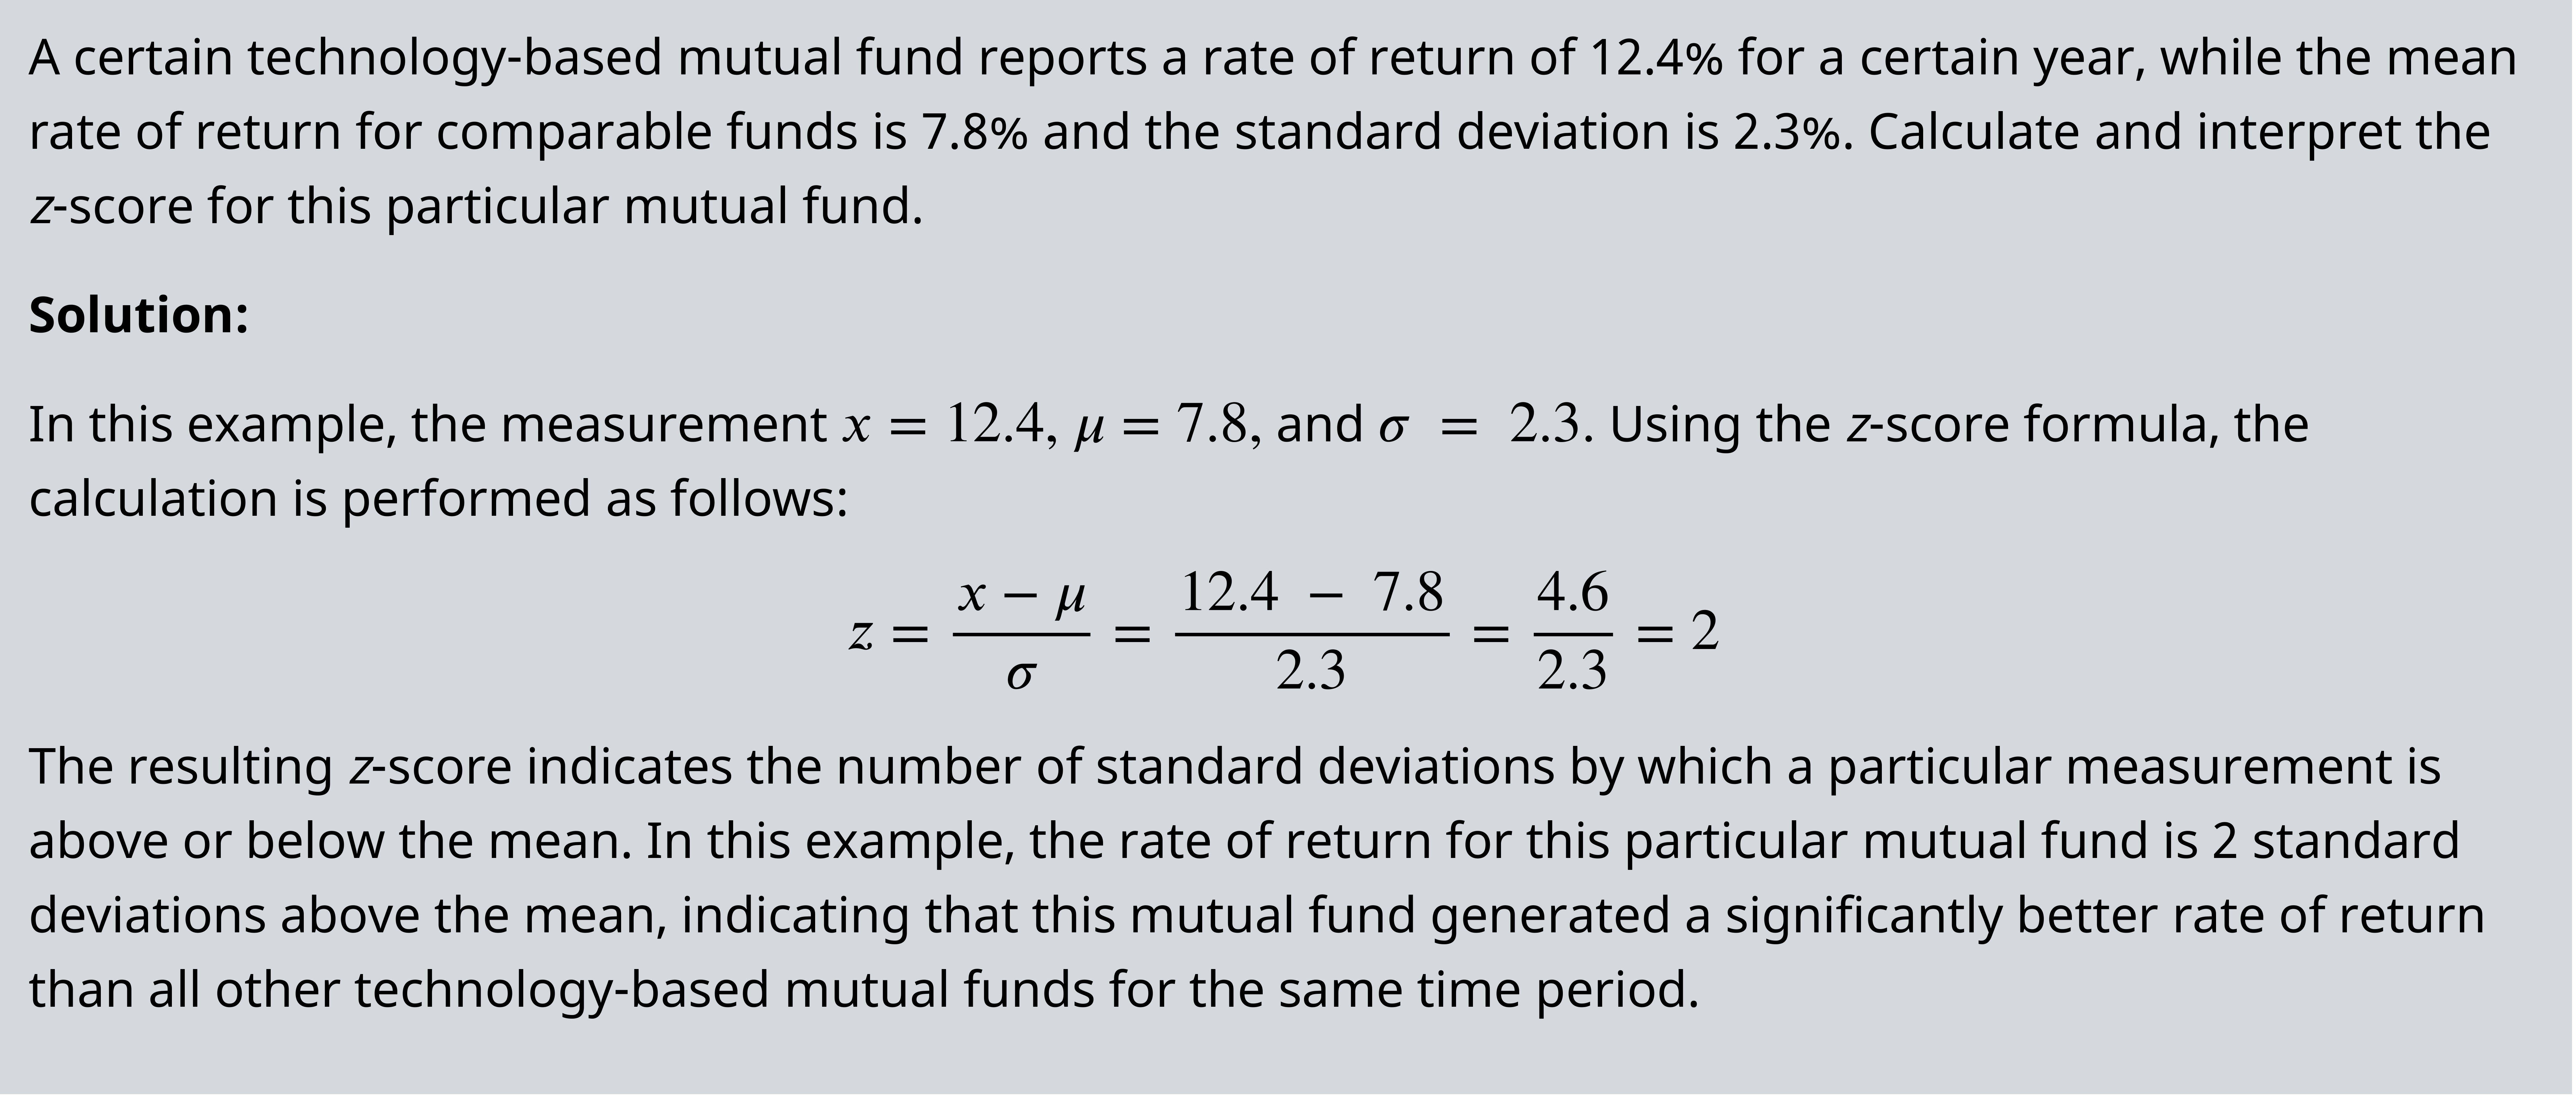 A certain technology-based mutual fund reports a rate of return of 12.4% for a certain year, while the mean
rate of return for comparable funds is 7.8% and the standard deviation is 2.3%. Calculate and interpret the
z-score for this particular mutual fund.
Solution:
In this example, the measurement x = 12.4, μ = 7.8, and σ = 2.3. Using the z-score formula, the
calculation is performed as follows:
z = \frac{x − μ}{σ} = \frac{12.4 − 7.8}{2.3} = \frac{4.6}{2.3} = 2
The resulting z-score indicates the number of standard deviations by which a particular measurement is
above or below the mean. In this example, the rate of return for this particular mutual fund is 2 standard
deviations above the mean, indicating that this mutual fund generated a significantly better rate of return
than all other technology-based mutual funds for the same time period.